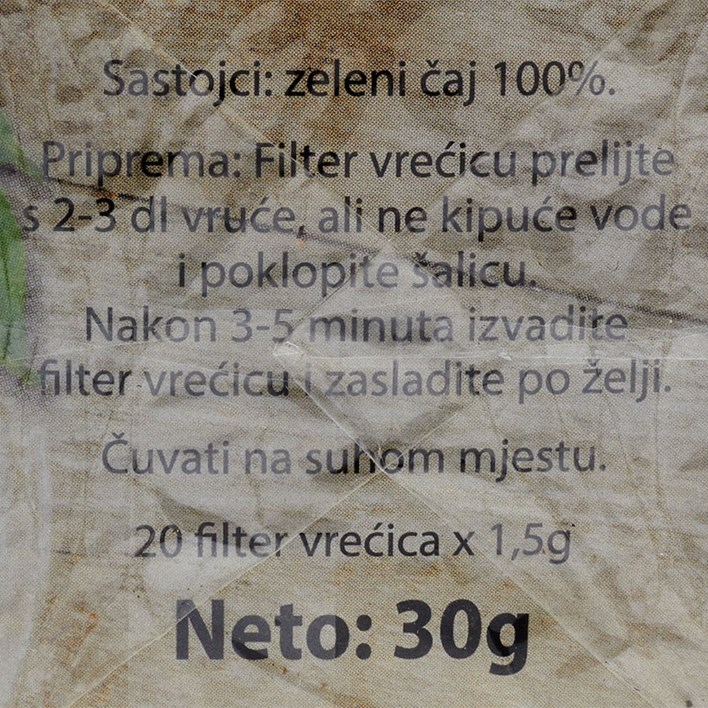 Sastojci: zeleni čaj 100%.
Priprema: Filter vrećicu prelijte
s 2-3 dl vruće, ali ne kipuće vode
i poklopite šalicu.
Nakon 3-5 minuta izvadite
filter vrećicu i zasladite po želji.
Čuvati na suhom mjestu.
20 filter vrećica x 1,5g
Neto: 30g